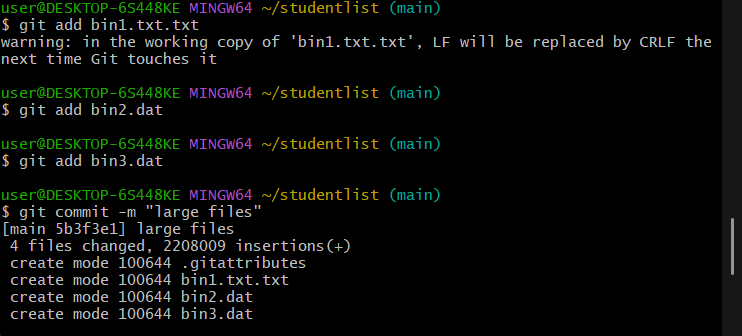 user@DESKTOP-6S448KE MINGW64 ~/studentlist (main)
$ git add bin1.txt.txt
warning: in the working copy of 'bin1.txt.txt', LF will be replaced by CRLF the
next time Git touches it
user@DESKTOP-6S448KE MINGW64 ~/studentlist (main)
$ git add bin2.dat
user@DESKTOP-6S448KE MINGW64 ~/studentlist (main)
$ git add bin3.dat
user@DESKTOP-6S448KE MINGW64 ~/studentlist (main)
$ git commit -m "large files"
[main 5b3f3e1] large files
 4 files changed, 2208009 insertions(+)
 create mode 100644 .gitattributes
 create mode 100644 bin1.txt.txt
 create mode 100644 bin2.dat
 create mode 100644 bin3.dat